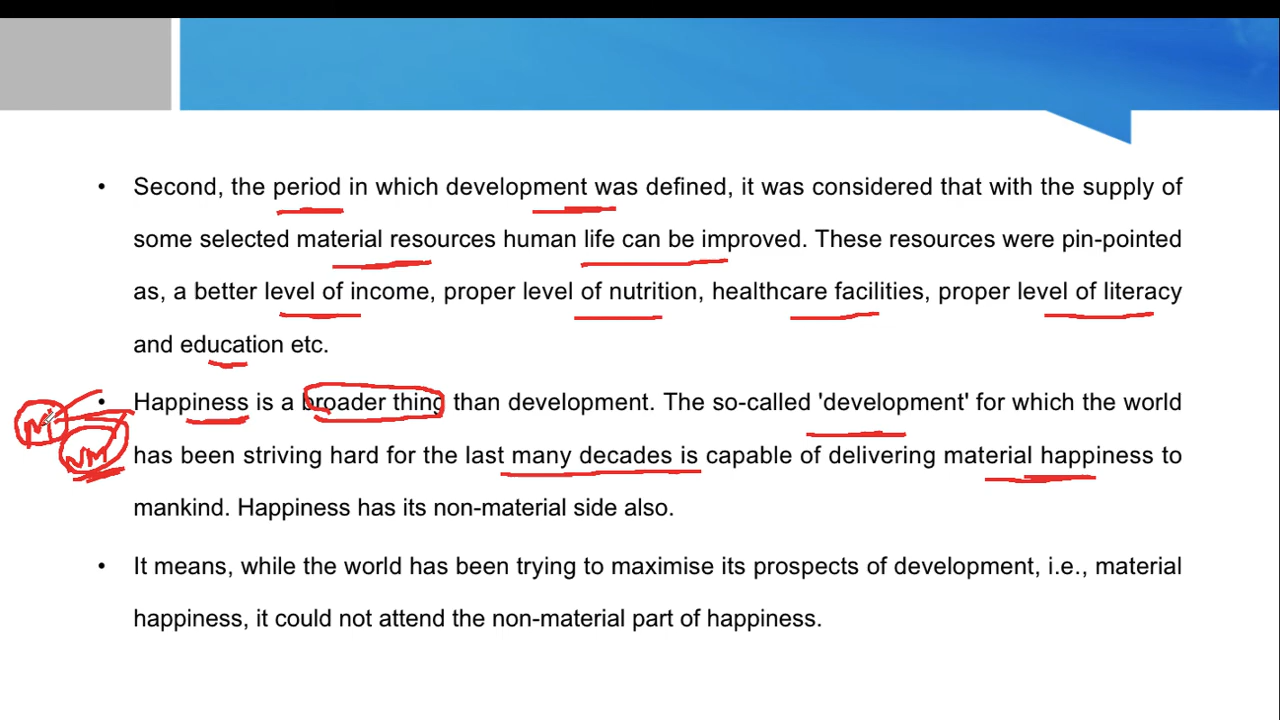 • Second, the period in which development was defined, it was considered that with the supply of
some selected material resources human life can be improved. These resources were pin-pointed
as, a better level of income, proper level of nutrition, healthcare facilities, proper level of literacy
and education etc.
• Happiness is a broader thing than development. The so-called 'development' for which the world
M
has been striving hard for the last many decades is capable of delivering material happiness to
NM
mankind. Happiness has its non-material side also.
• It means, while the world has been trying to maximise its prospects of development, i.e., material
happiness, it could not attend the non-material part of happiness.